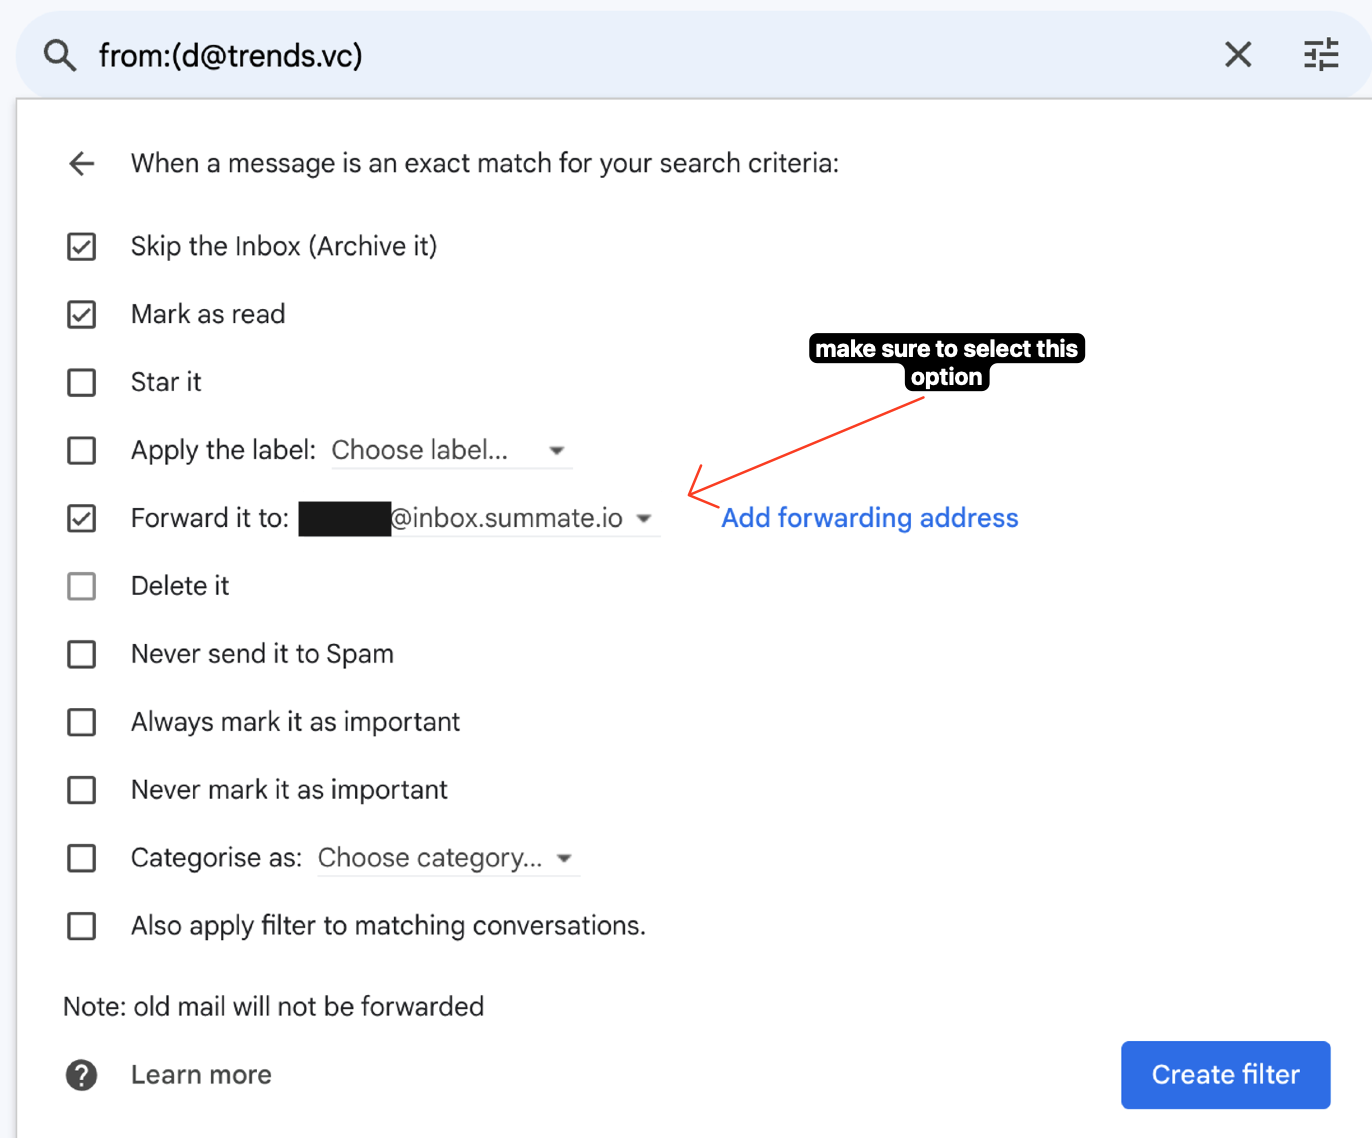 from:(d@trends.vc)
When a message is an exact match for your search criteria:
Skip the Inbox (Archive it)
Mark as read
make sure to select this
option
Star it
Apply the label: Choose label...
Forward it to: @inbox.summate.io Add forwarding address
Delete it
Never send it to Spam
Always mark it as important
Never mark it as important
Categorise as: Choose category...
Also apply filter to matching conversations.
Note: old mail will not be forwarded
? Learn more
Create filter